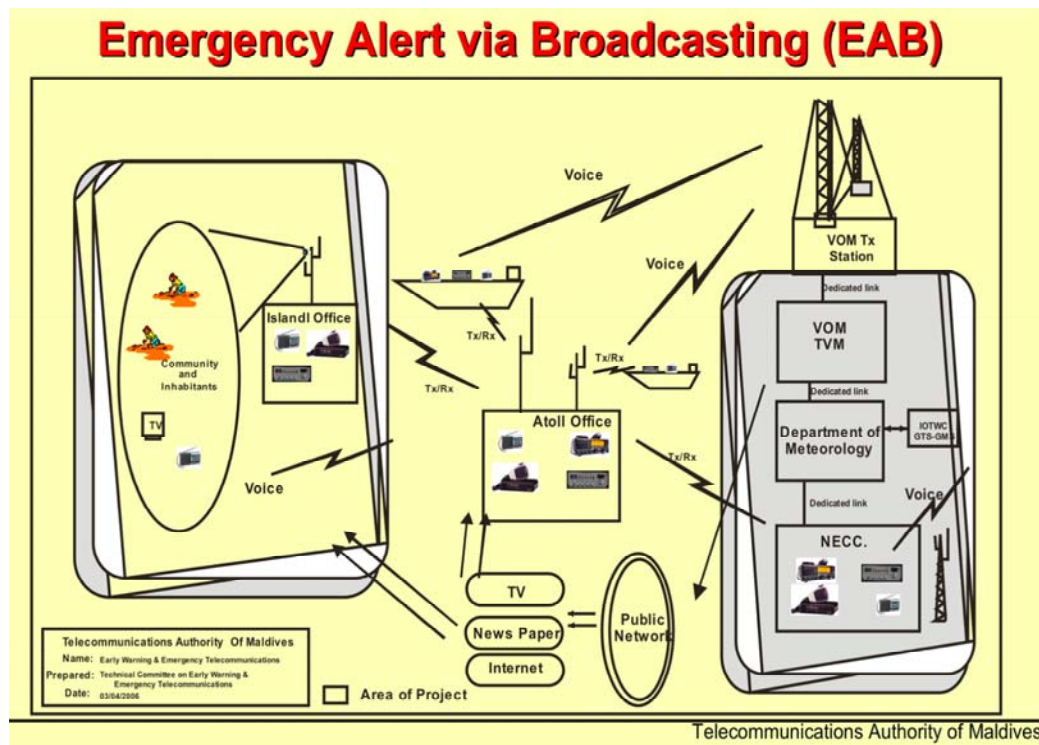 Emergency Alert via Broadcasting (EAB)
Voice
VOM Tx
Station
Voice
Dedicated link
Islandl Office
VOM
TVM
Tx/Rx
Tx/Rx
Community
and
Inhabitants
Tx/Rx
Dedicated link
TV
Atoll Office
Department of
Meteorology
IOTWC
Tx/Rx
Voice
Dedicated link
Voice
NECC.
TV
Public
Network
News Paper
Internet
Telecommunications Authority Of Maldives
Name: Early Warning & Emergency Telecommunications
Prepared: Technical Committee on Early Warning &
Emergency Telecommunications
Date: 03/04/2006
Area of Project
Telecommunications Authority of Maldives